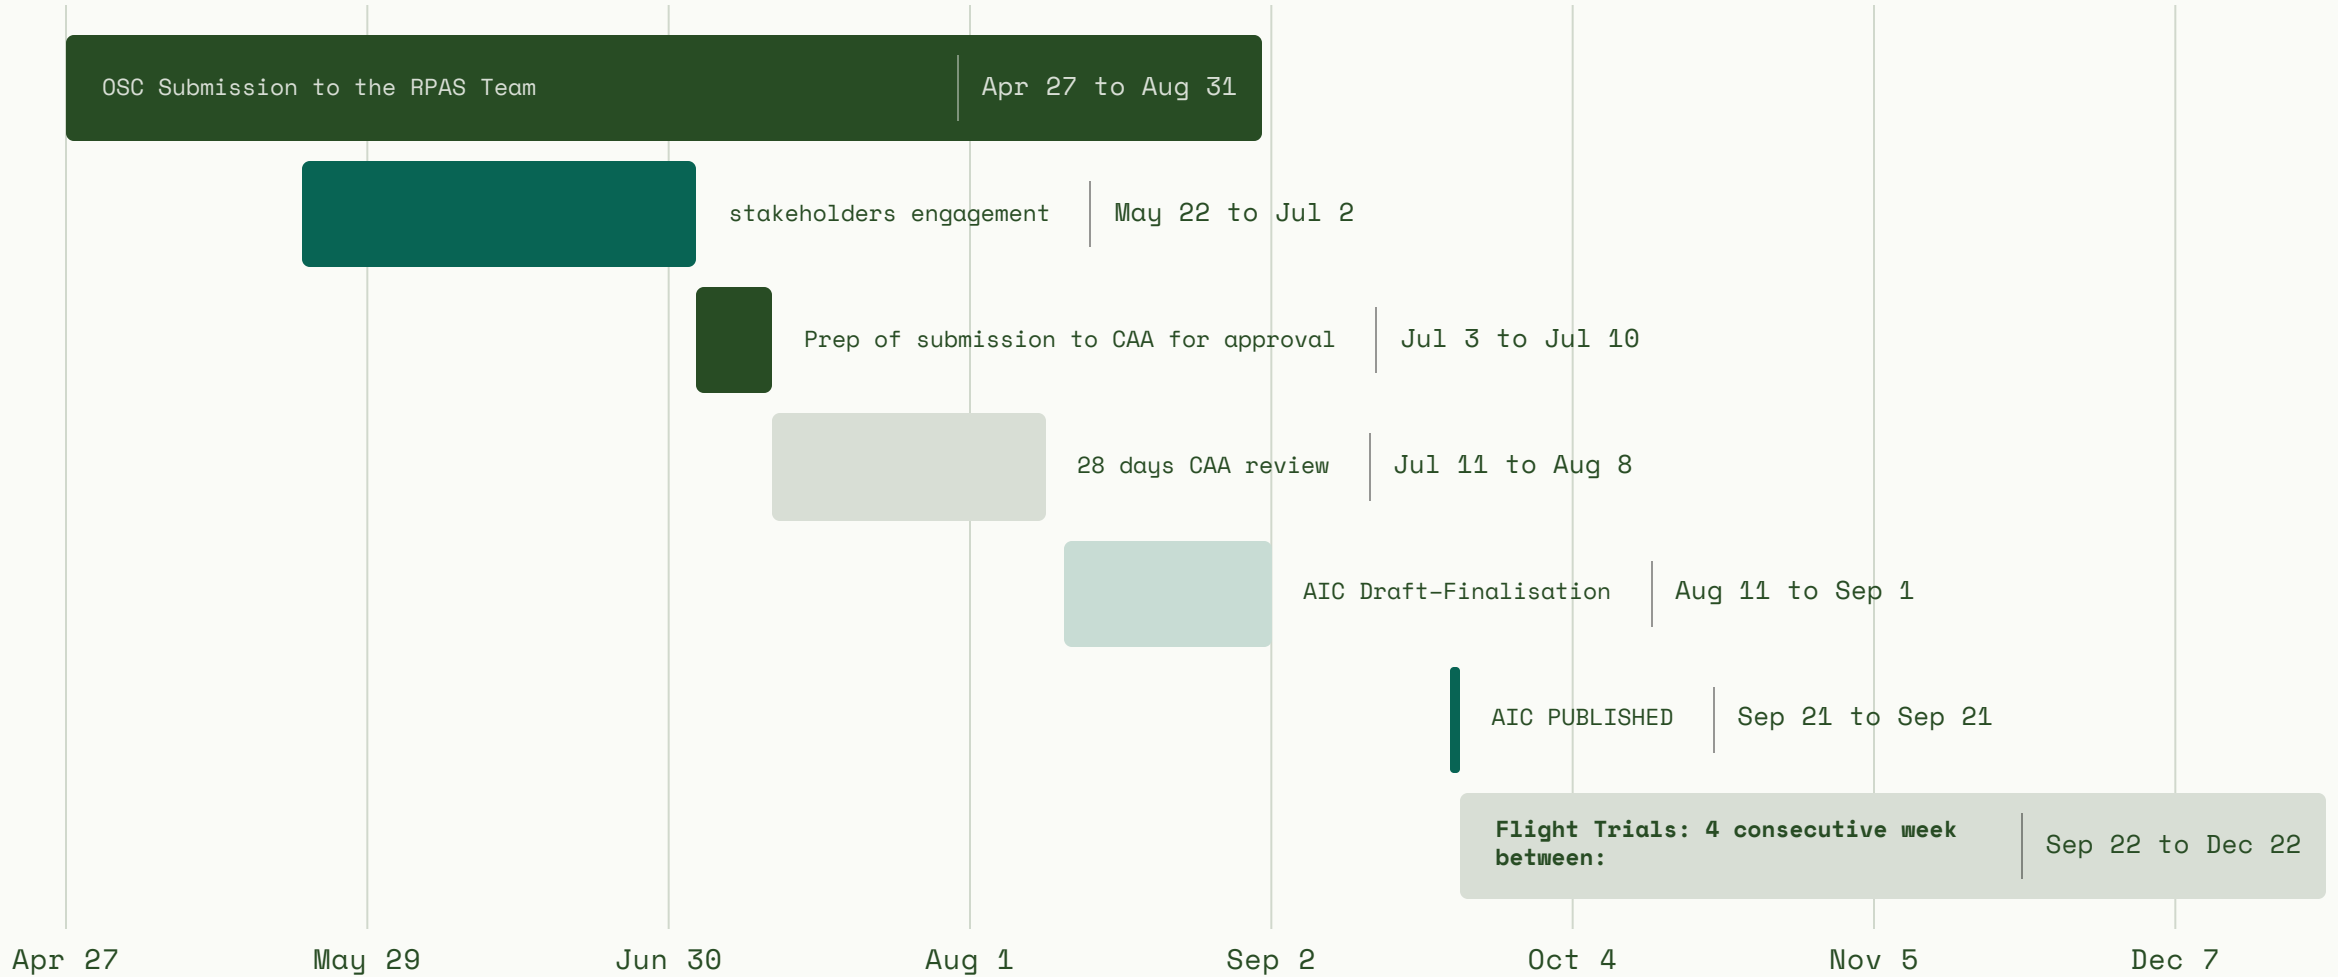 OSC Submission to the RPAS Team
Apr 27 to Aug 31
stakeholders engagement
May 22 to Jul 2
Prep of submission to CAA for approval
Jul 3 to Jul 10
28 days CAA review
Jul 11 to Aug 8
AIC Draft–Finalisation
Aug 11 to Sep 1
AIC PUBLISHED
Sep 21 to Sep 21
Flight Trials: 4 consecutive week
between:
Sep 22 to Dec 22
Apr 27
May 29
Jun 30
Aug 1
Sep 2
Oct 4
Nov 5
Dec 7